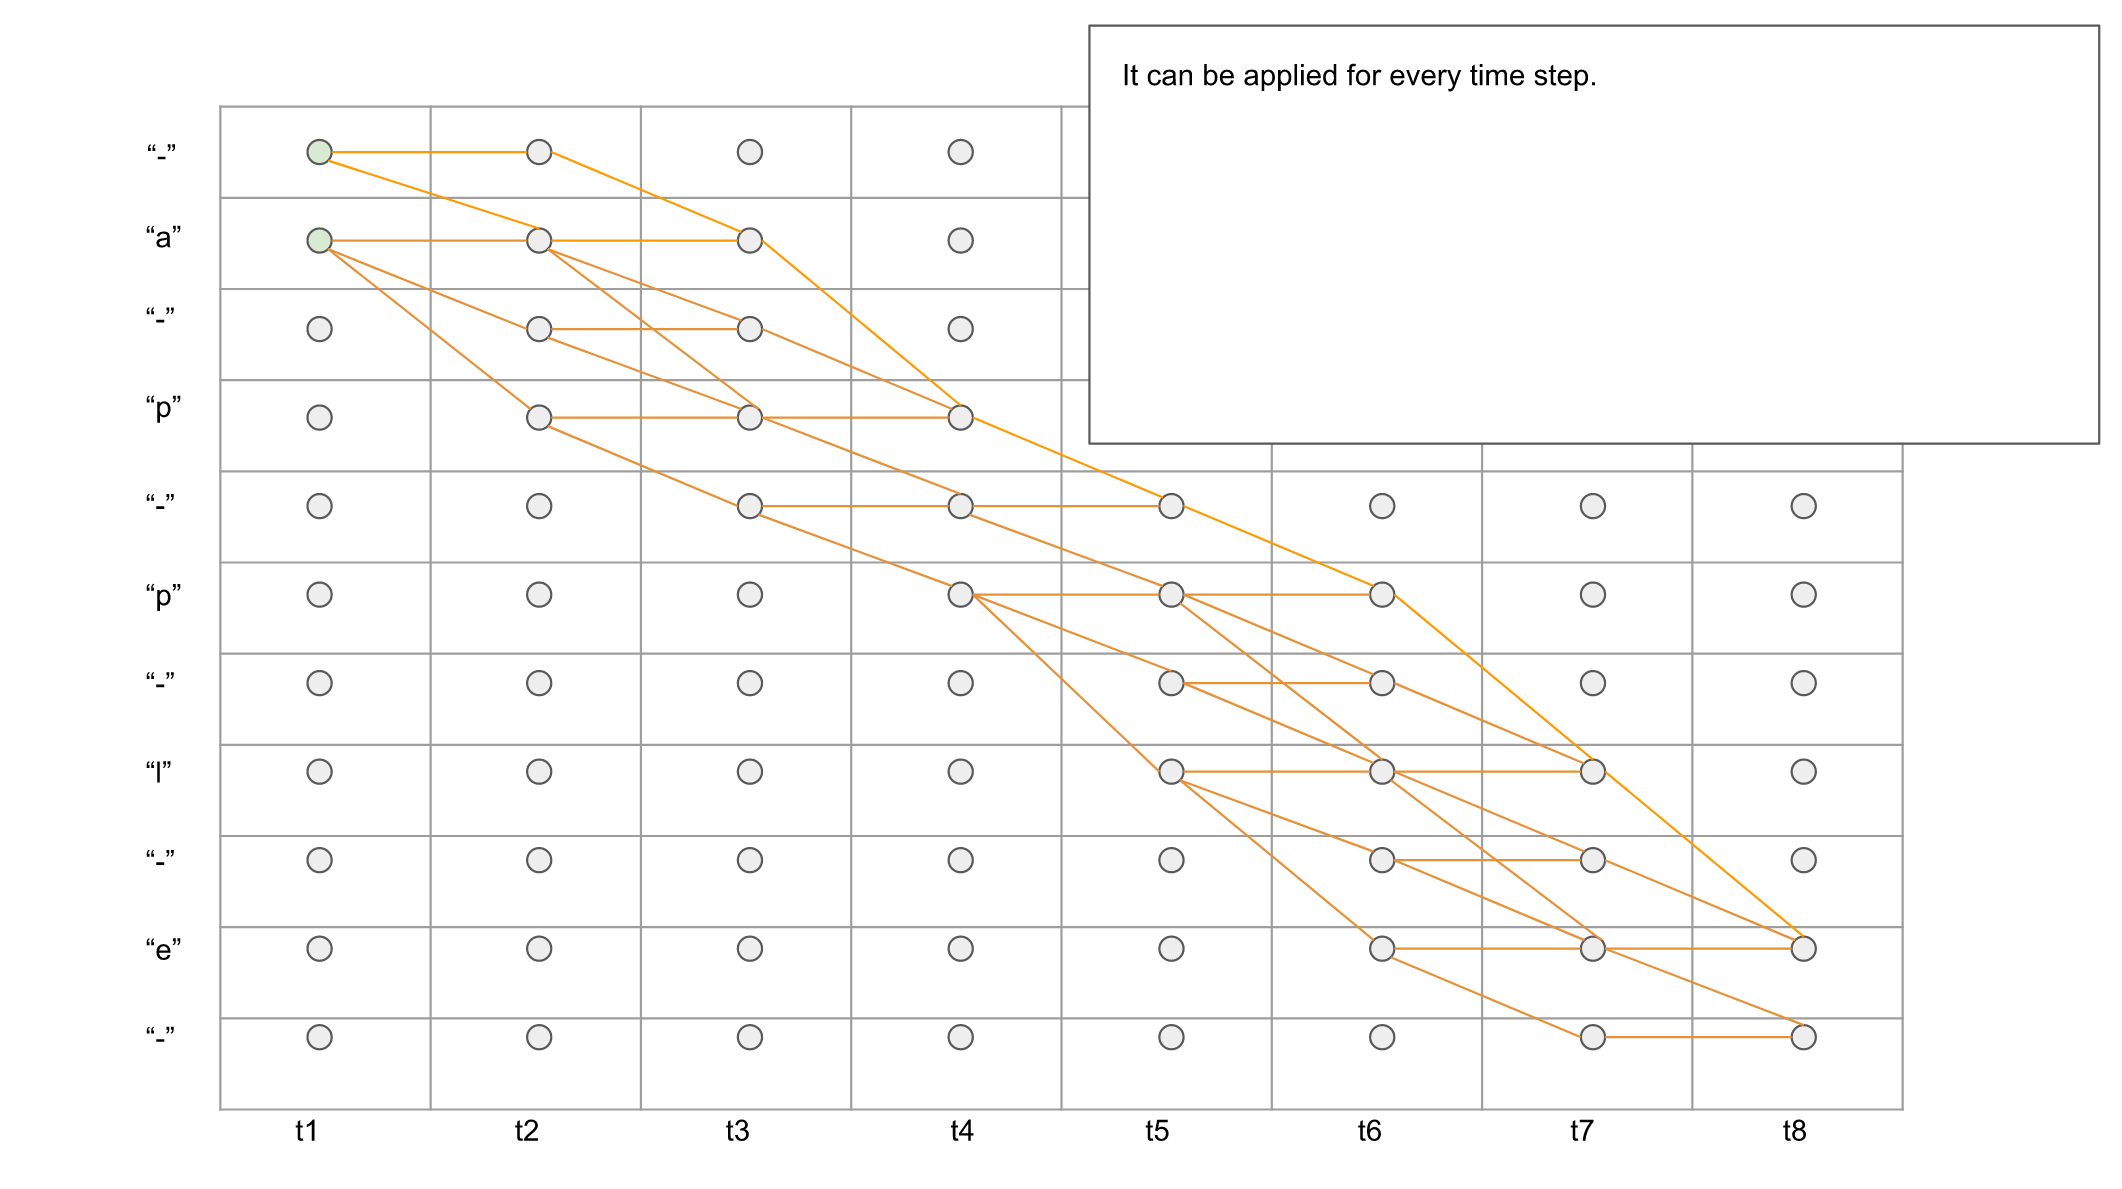 It can be applied for every time step.
“-”
“a”
“-”
“p”
“-”
“p”
“-”
“l”
“-”
“e”
“-”
t1 t2 t3 t4 t5 t6 t7 t8